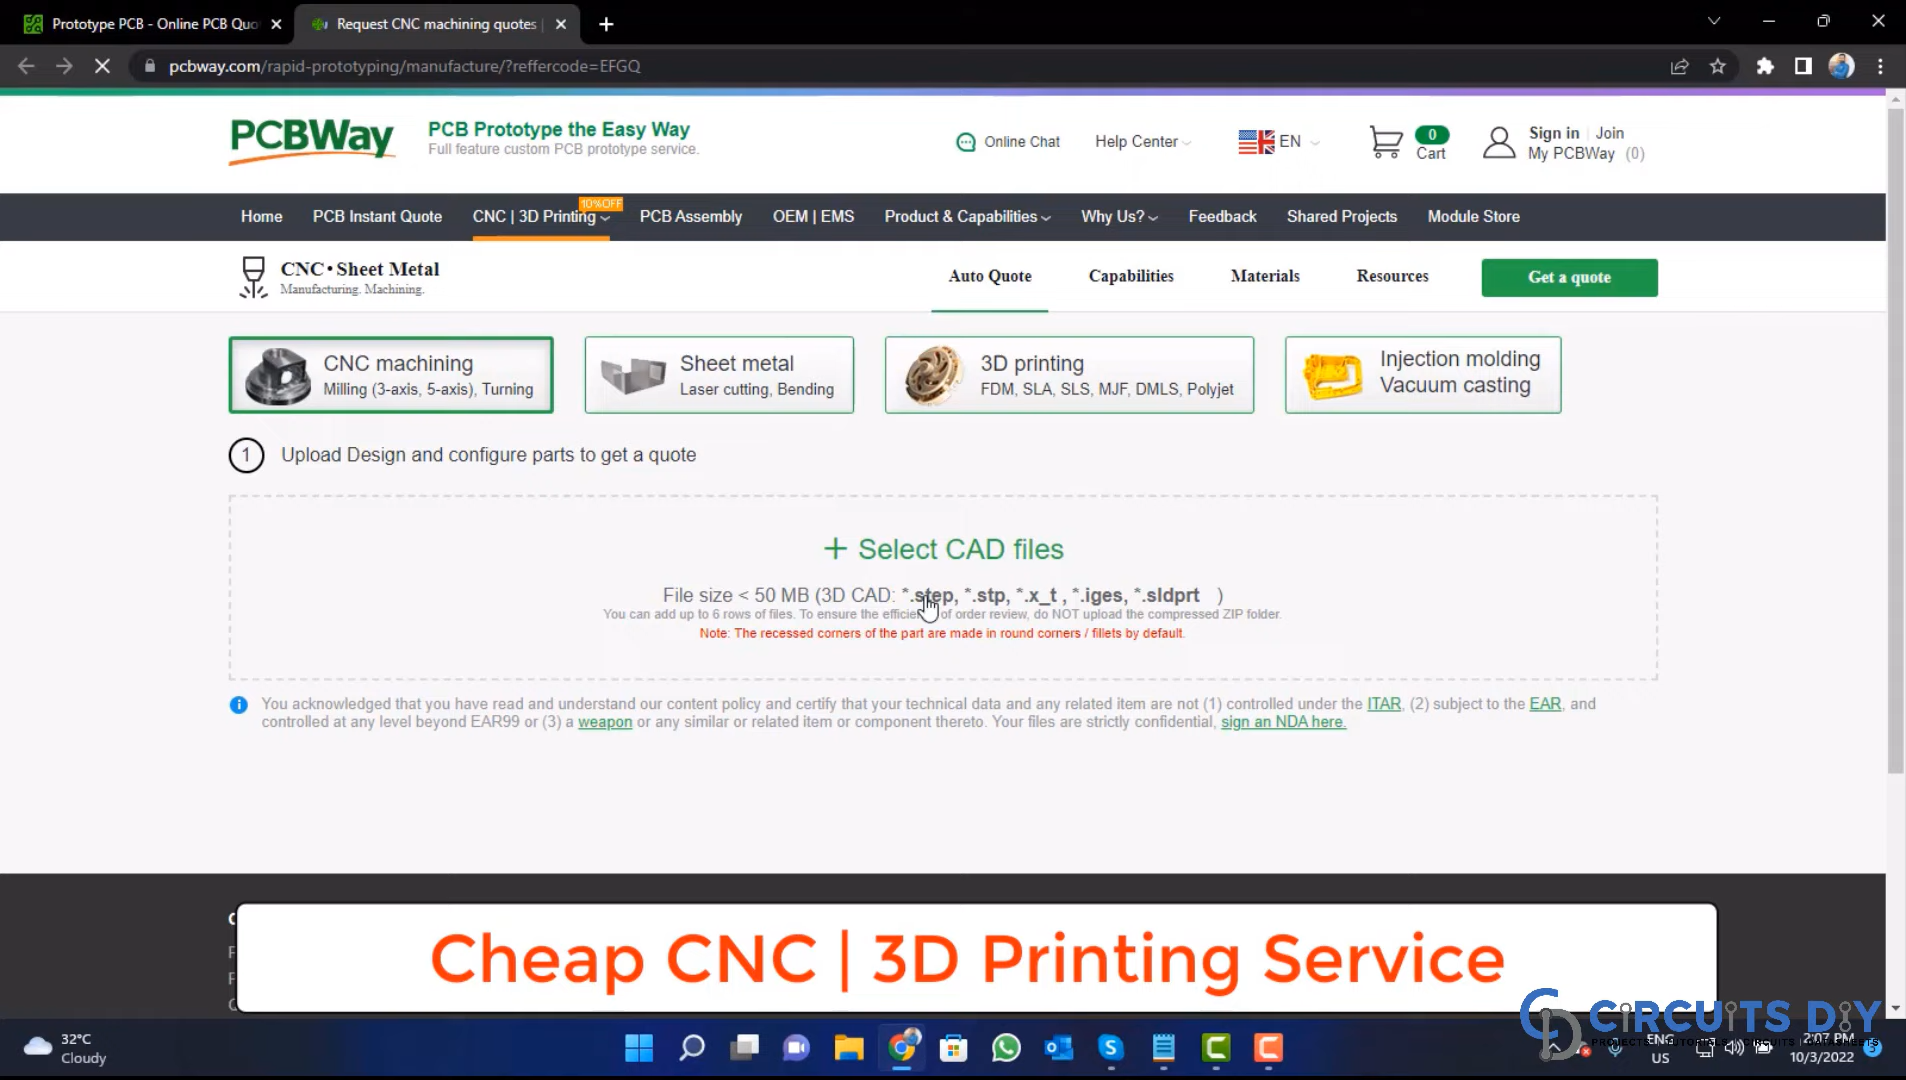 Prototype PCB - Online PCB Quo
Request CNC machining quotes |
pcbway.com/rapid-prototyping/manufacture/?reffercode=EFGQ
PCBWay
PCB Prototype the Easy Way
Full feature custom PCB prototype service.
Online Chat
Help Center
EN
0
Cart
Sign in | Join
My PCBWay (0)
Home
PCB Instant Quote
CNC | 3D Printing
10%OFF
PCB Assembly
OEM | EMS
Product & Capabilities
Why Us?
Feedback
Shared Projects
Module Store
CNC • Sheet Metal
Manufacturing. Machining.
Auto Quote
Capabilities
Materials
Resources
Get a quote
CNC machining
Milling (3-axis, 5-axis), Turning
Sheet metal
Laser cutting, Bending
3D printing
FDM, SLA, SLS, MJF, DMLS, Polyjet
Injection molding
Vacuum casting
1 Upload Design and configure parts to get a quote
+ Select CAD files
File size < 50 MB (3D CAD: *.step, *.stp, *.x_t , *.iges, *.sldprt )
You can add up to 6 rows of files. To ensure the of order review, do NOT upload the compressed ZIP folder.
Note: The recessed corners of the part are made in round corners / fillets by default.
You acknowledged that you have read and understand our content policy and certify that your technical data and any related item are not (1) controlled under the ITAR, (2) subject to the EAR, and
controlled at any level beyond EAR99 or (3) a weapon or any similar or related item or component thereto. Your files are strictly confidential, sign an NDA here.
Cheap CNC | 3D Printing Service
CIRCUITS DIY
32°C
Cloudy
ENG
US
2:07 PM
10/3/2022
3